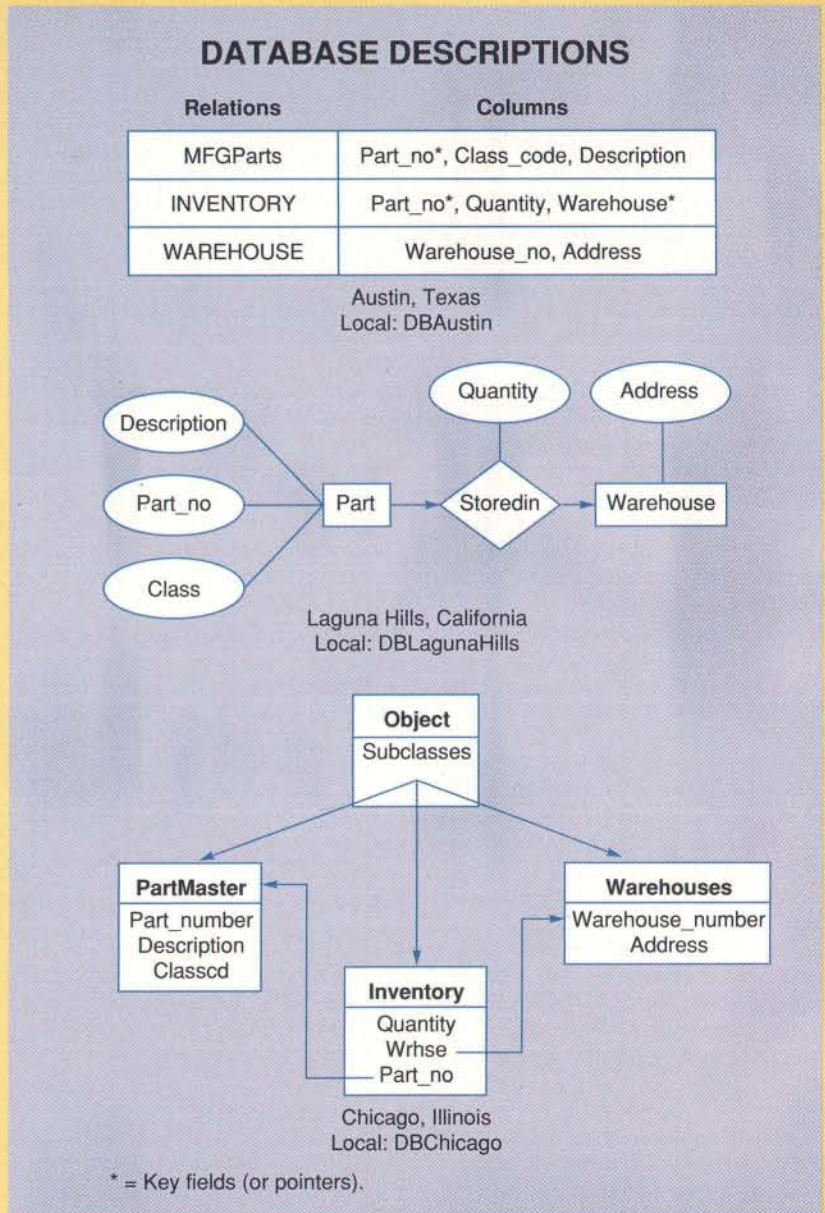 DATABASE DESCRIPTIONS
Relations Columns
MFGParts Part_no*, Class_code, Description
INVENTORY Part_no*, Quantity, Warehouse*
WAREHOUSE Warehouse_no, Address
Austin, Texas
Local: DBAustin
Quantity Address
Description
Part_no Part Storedin Warehouse
Class
Laguna Hills, California
Local: DBLagunaHills
Object
Subclasses
PartMaster
Part_number
Description
Classcd
Warehouses
Warehouse_number
Address
Inventory
Quantity
Wrhse
Part_no
Chicago, Illinois
Local: DBChicago
* = Key fields (or pointers).